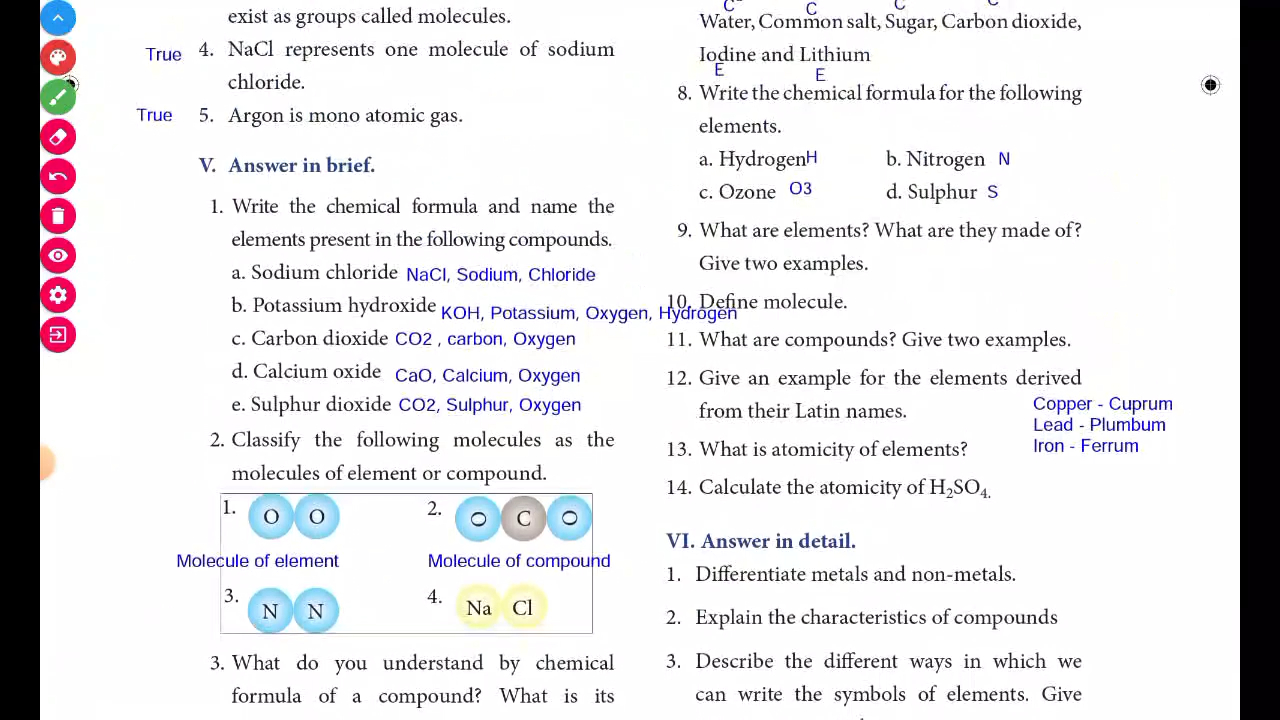 exist as groups called molecules.
True 4. NaCl represents one molecule of sodium
chloride.
True 5. Argon is mono atomic gas.
V. Answer in brief.
1. Write the chemical formula and name the
elements present in the following compounds.
a. Sodium chloride NaCl, Sodium, Chloride
b. Potassium hydroxide KOH, Potassium, Oxygen, Hydrogen
c. Carbon dioxide CO2 , carbon, Oxygen
d. Calcium oxide CaO, Calcium, Oxygen
e. Sulphur dioxide CO2, Sulphur, Oxygen
2. Classify the following molecules as the
molecules of element or compound.
1. O O 2. O C O
Molecule of element Molecule of compound
3. N N 4. Na Cl
3. What do you understand by chemical
formula of a compound? What is its
C C C C
Water, Common salt, Sugar, Carbon dioxide,
Iodine and Lithium
E E
8. Write the chemical formula for the following
elements.
a. Hydrogen H b. Nitrogen N
c. Ozone O3 d. Sulphur S
9. What are elements? What are they made of?
Give two examples.
10. Define molecule.
11. What are compounds? Give two examples.
12. Give an example for the elements derived
from their Latin names.
Copper - Cuprum
Lead - Plumbum
Iron - Ferrum
13. What is atomicity of elements?
14. Calculate the atomicity of H₂SO₄.
VI. Answer in detail.
1. Differentiate metals and non-metals.
2. Explain the characteristics of compounds
3. Describe the different ways in which we
can write the symbols of elements. Give